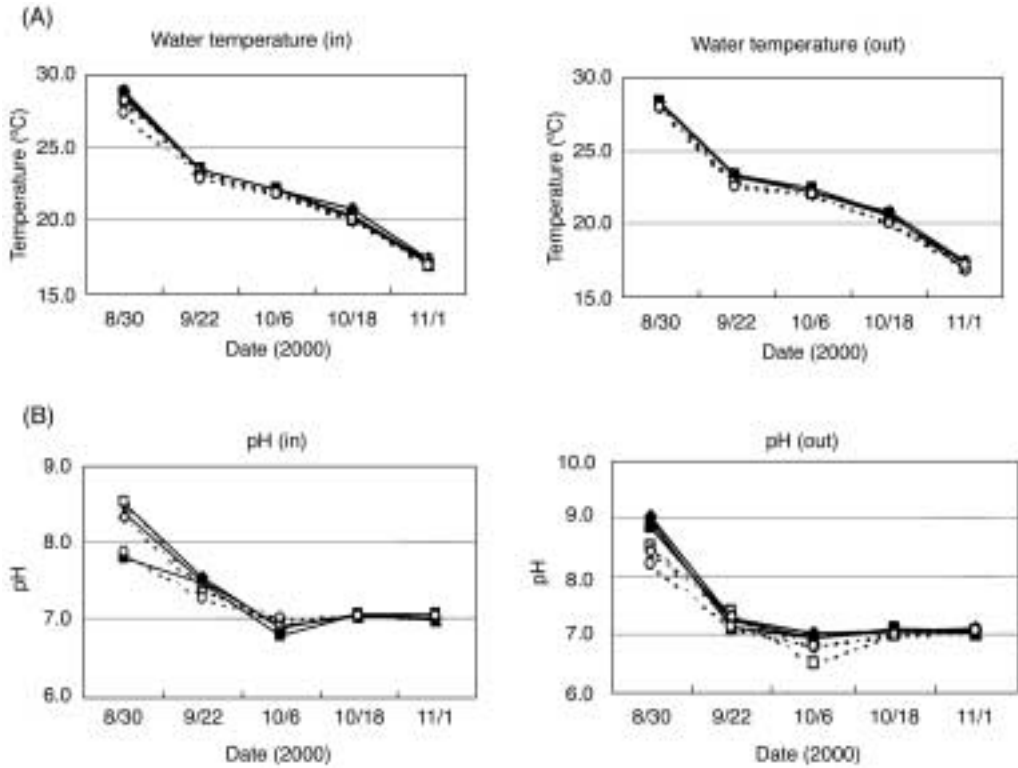 (A)
Water temperature (in)
Temperature (°C)
30.0
25.0
20.0
15.0
8/30 9/22 10/6 10/18 11/1
Date (2000)
Water temperature (out)
Temperature (°C)
30.0
25.0
20.0
15.0
8/30 9/22 10/6 10/18 11/1
Date (2000)
(B)
pH (in)
pH
9.0
8.0
7.0
6.0
8/30 9/22 10/6 10/18 11/1
Date (2000)
pH (out)
pH
10.0
9.0
8.0
7.0
6.0
8/30 9/22 10/6 10/18 11/1
Date (2000)